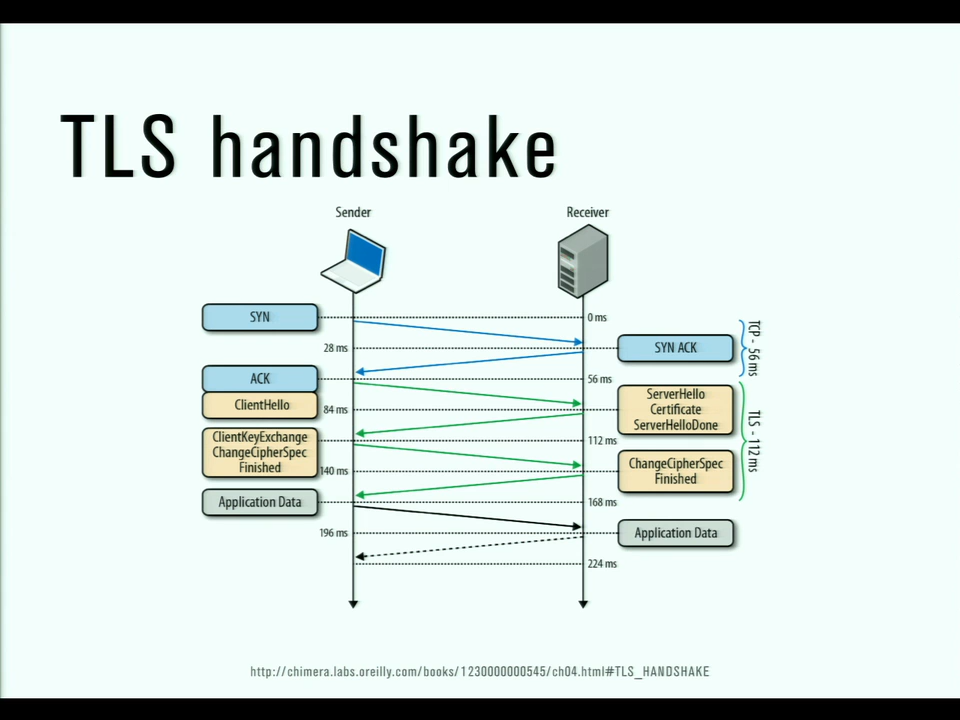 TLS handshake
Sender
Receiver
SYN
0 ms
28 ms
SYN ACK
TCP - 56 ms
ACK
56 ms
ClientHello
84 ms
ServerHello
Certificate
ServerHelloDone
TLS - 112 ms
ClientKeyExchange
ChangeCipherSpec
Finished
112 ms
140 ms
ChangeCipherSpec
Finished
Application Data
168 ms
196 ms
Application Data
224 ms
http://chimera.labs.oreilly.com/books/1230000000545/ch04.html#TLS_HANDSHAKE